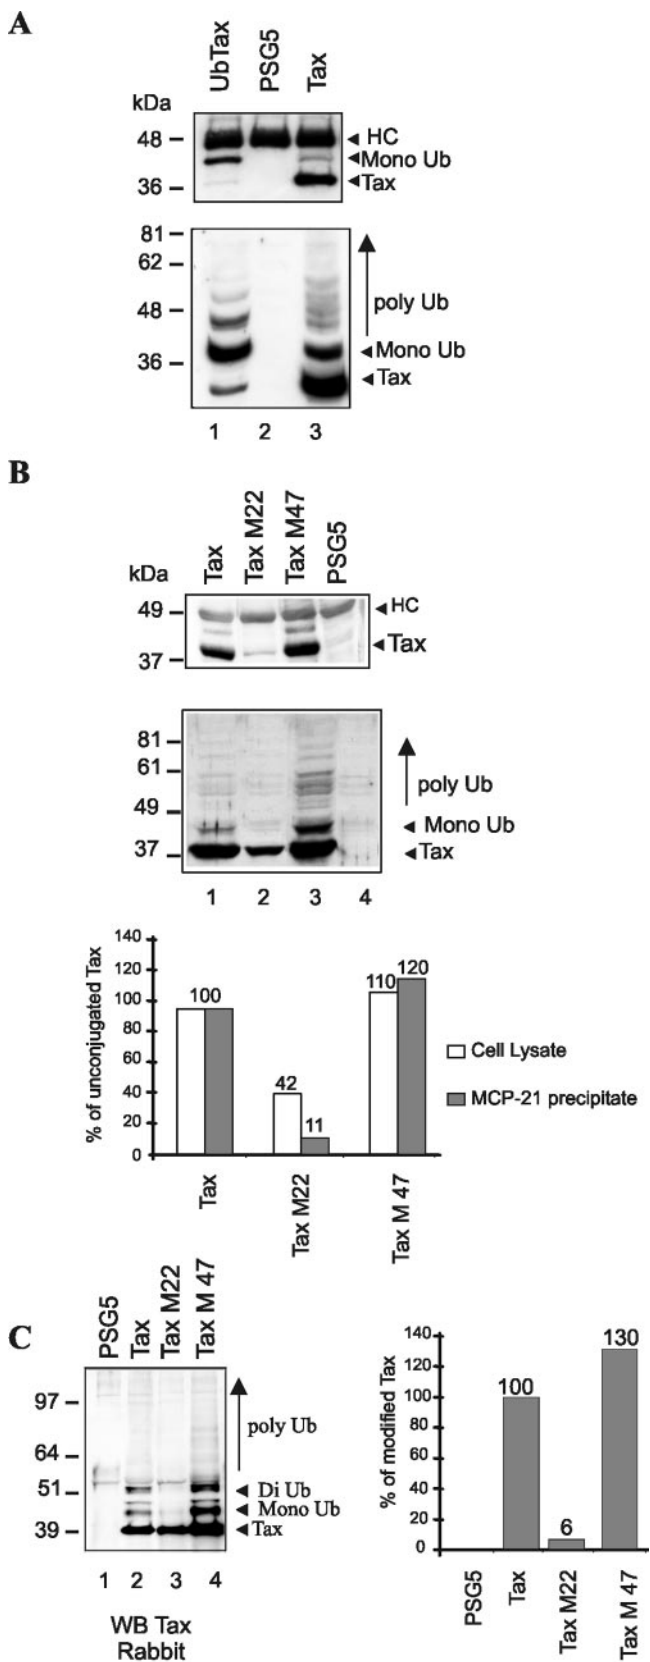 A
UbTax
PSG5
Tax
kDa
48
HC
Mono Ub
36
Tax
81
62
poly Ub
48
Mono Ub
36
Tax
1 2 3
B
Tax
Tax M22
Tax M47
PSG5
kDa
49
HC
Tax
37
81
61
poly Ub
49
Mono Ub
37
Tax
1 2 3 4
% of unconjugated Tax
140
120
100
80
60
40
20
0
100
42
11
110
120
Cell Lysate
MCP-21 precipitate
Tax
Tax M22
Tax M 47
C
PSG5
Tax
Tax M22
Tax M 47
97
poly Ub
64
51
Di Ub
Mono Ub
39
Tax
1 2 3 4
WB Tax
Rabbit
% of modified Tax
140
120
100
80
60
40
20
0
100
6
130
PSG5
Tax
Tax M22
Tax M 47